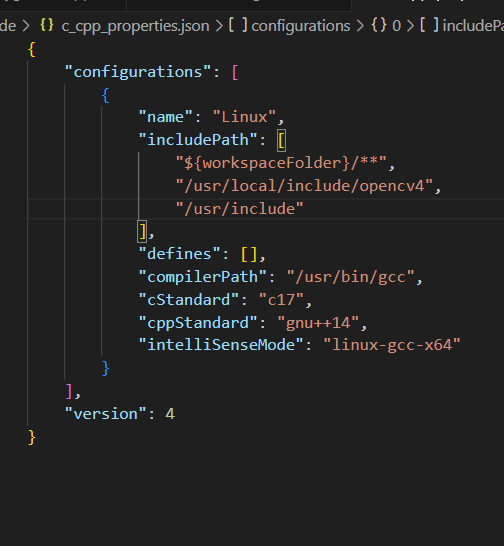 de > {} c_cpp_properties.json > [ ] configurations > {} 0 > [ ] includePa
{
    "configurations": [
        {
            "name": "Linux",
            "includePath": [
                "${workspaceFolder}/**",
                "/usr/local/include/opencv4",
                "/usr/include"
            ],
            "defines": [],
            "compilerPath": "/usr/bin/gcc",
            "cStandard": "c17",
            "cppStandard": "gnu++14",
            "intelliSenseMode": "linux-gcc-x64"
        }
    ],
    "version": 4
}